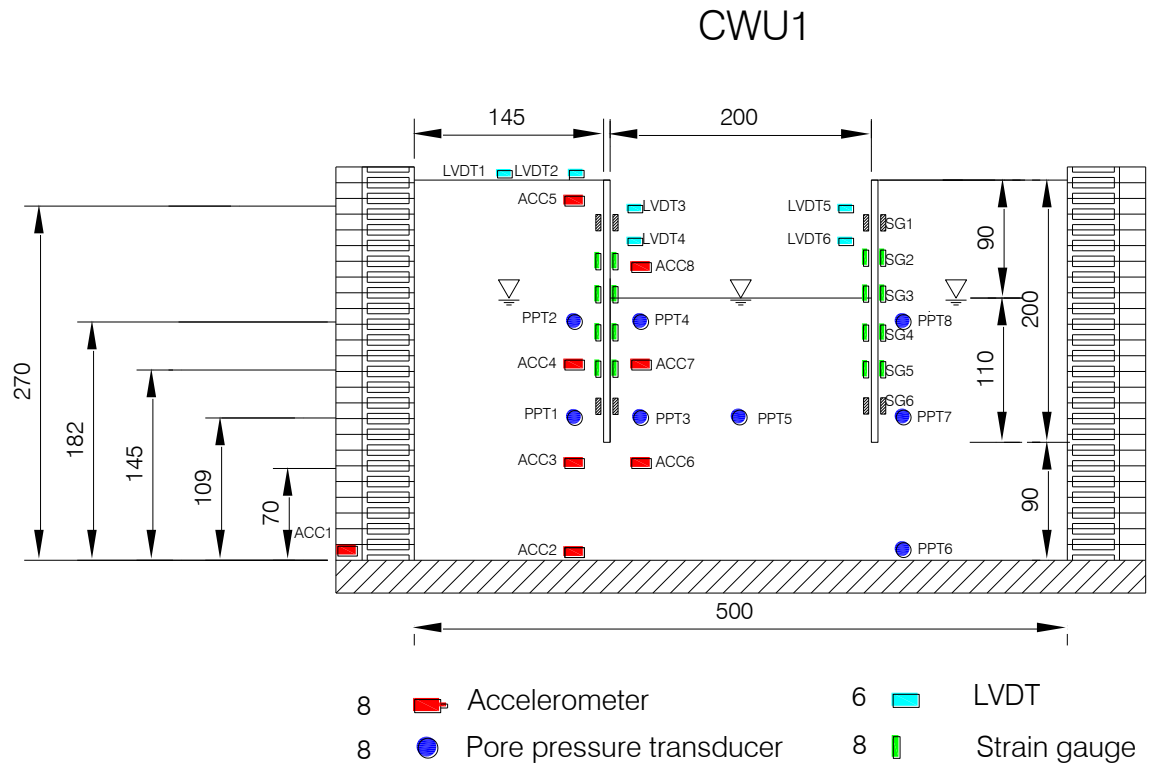 CWU1
145
200
LVDT1
LVDT2
ACC5
LVDT3
LVDT5
SG1
LVDT4
LVDT6
90
SG2
ACC8
SG3
200
PPT2
PPT4
PPT8
SG4
ACC4
ACC7
SG5
110
270
182
145
109
70
SG6
PPT1
PPT3
PPT5
PPT7
ACC3
ACC6
90
ACC1
ACC2
PPT6
500
8 Accelerometer
6 LVDT
8 Pore pressure transducer
8 Strain gauge